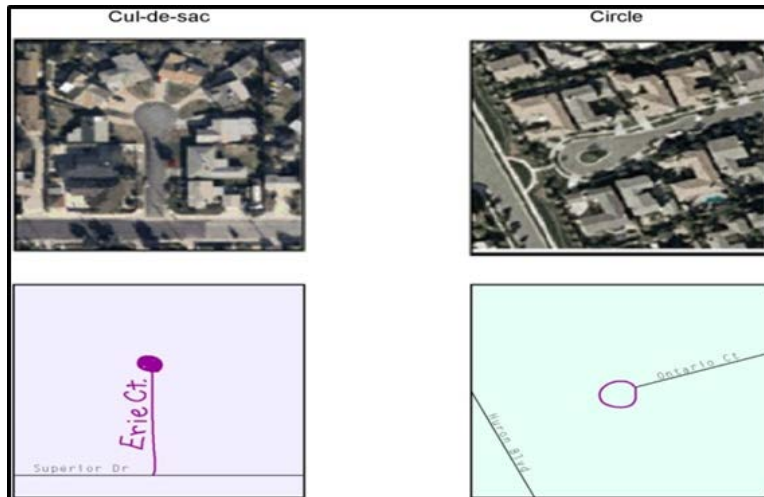 Cul-de-sac
Circle
Erie Ct.
Superior Dr
Ontario Ct
Huron Blvd